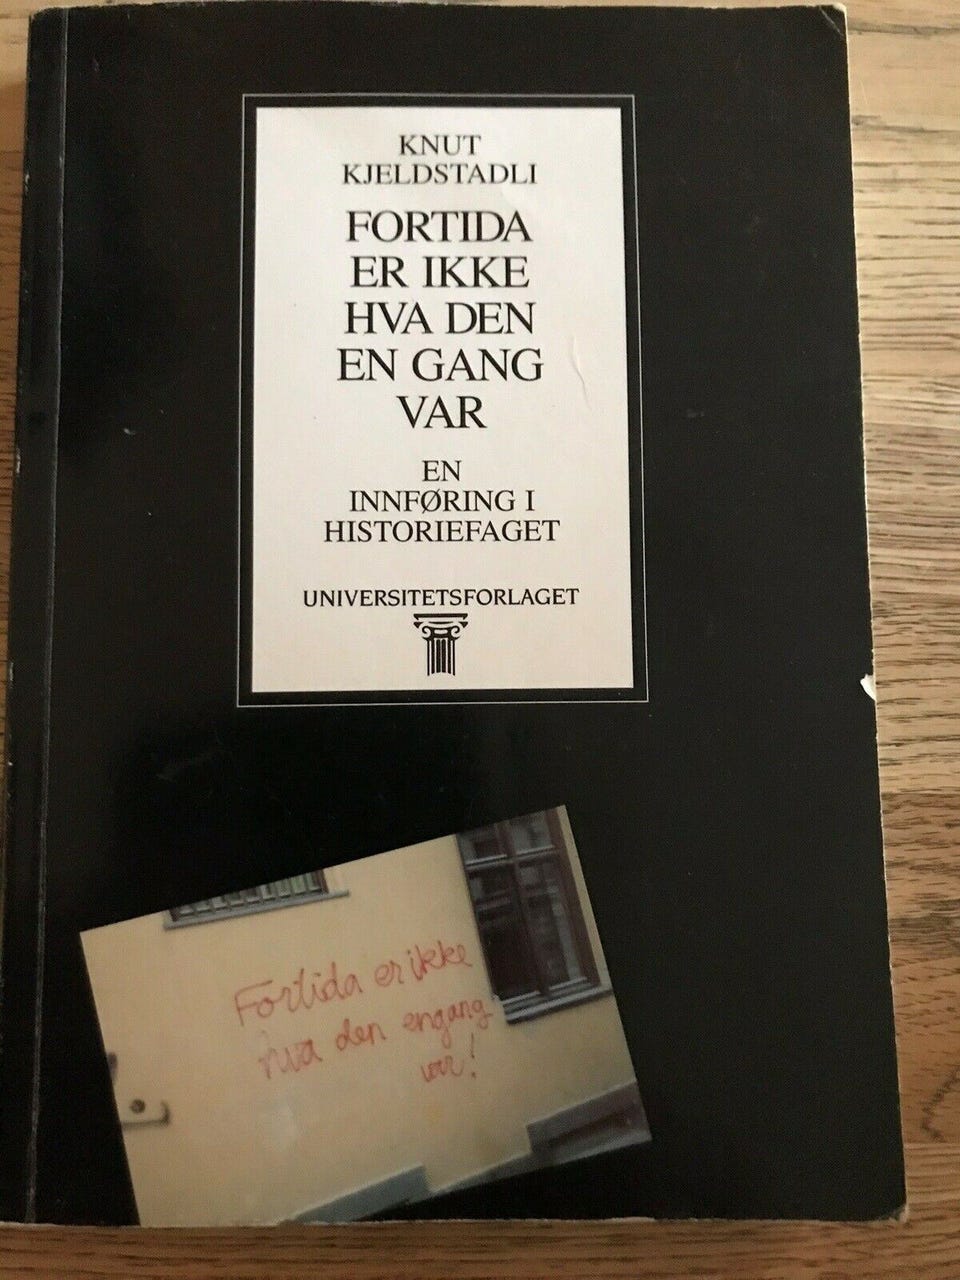 KNUT
KJELDSTADLI
FORTIDA
ER IKKE
HVA DEN
EN GANG
VAR
EN
INNFØRING I
HISTORIEFAGET
UNIVERSITETSFORLAGET
Fortida er ikke
hva den engang
var!